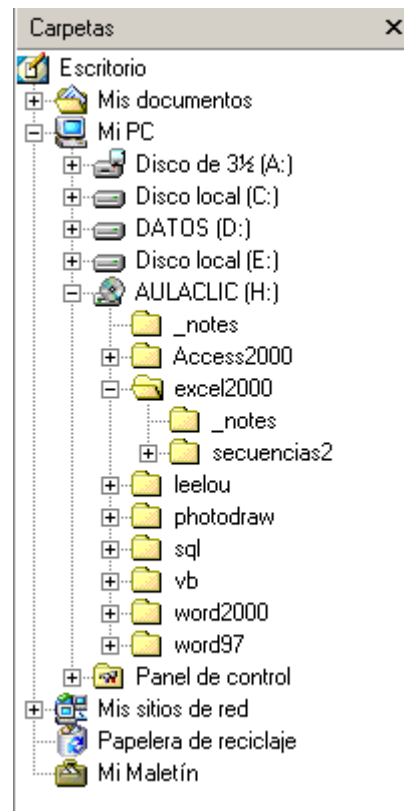 Carpetas
Escritorio
Mis documentos
Mi PC
Disco de 3½ (A:)
Disco local (C:)
DATOS (D:)
Disco local (E:)
AULACLIC (H:)
_notes
Access2000
excel2000
_notes
secuencias2
leelou
photodraw
sql
vb
word2000
word97
Panel de control
Mis sitios de red
Papelera de reciclaje
Mi Maletín